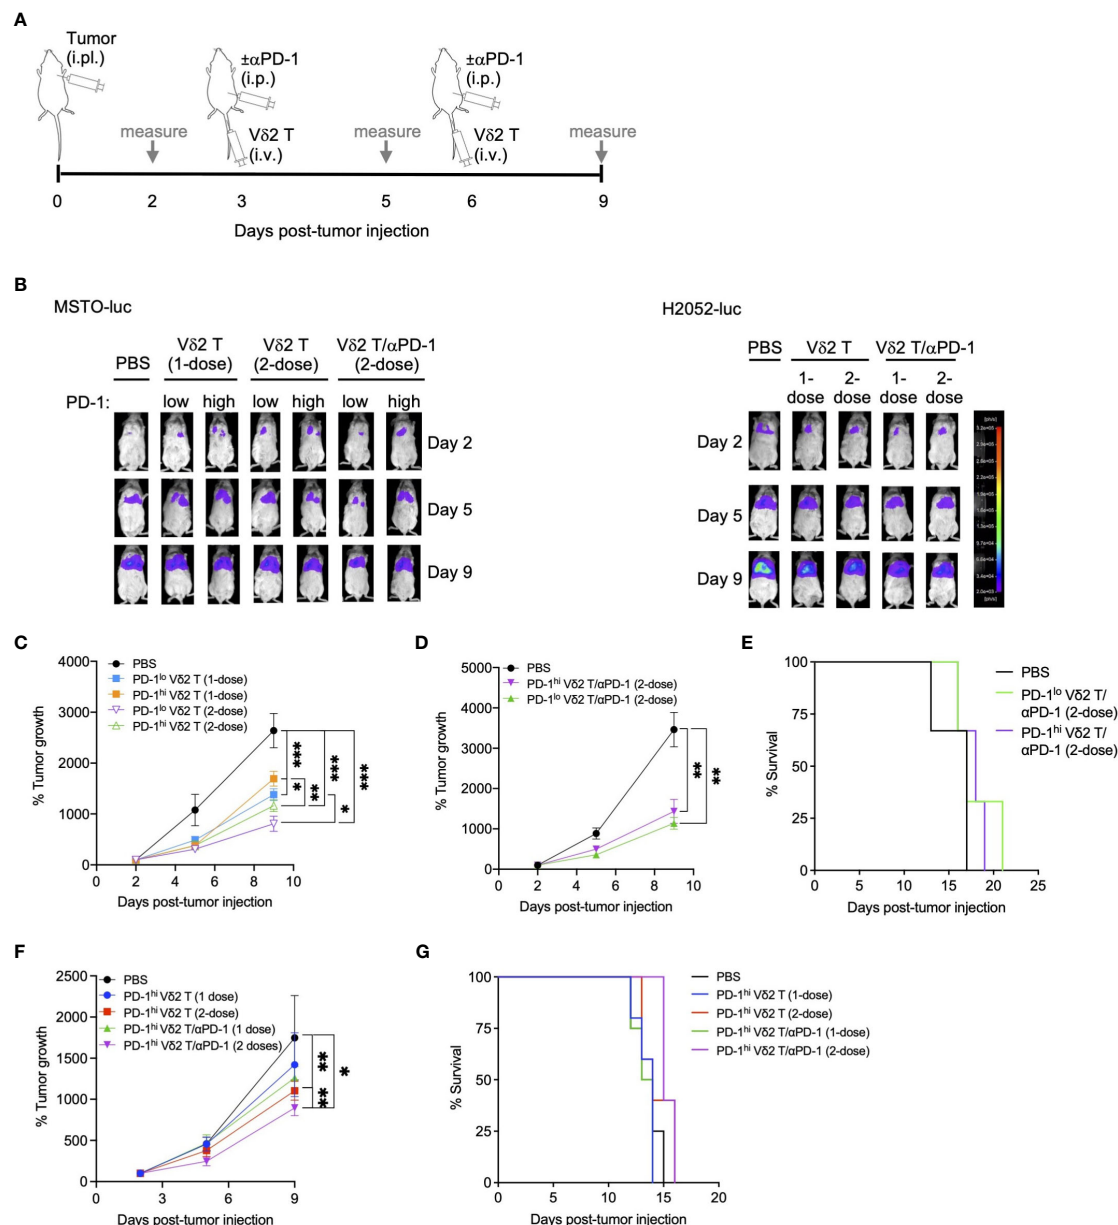 A
Tumor
(i.pl.)
±αPD-1
(i.p.)
±αPD-1
(i.p.)
measure
Vδ2 T
(i.v.)
measure
Vδ2 T
(i.v.)
measure
0 2 3 5 6 9
Days post-tumor injection
B
MSTO-luc
PBS
Vδ2 T
(1-dose)
Vδ2 T
(2-dose)
Vδ2 T/αPD-1
(2-dose)
PD-1: low high low high low high
Day 2
Day 5
Day 9
H2052-luc
PBS Vδ2 T Vδ2 T/αPD-1
1-
dose
2-
dose
1-
dose
2-
dose
Day 2
Day 5
Day 9
C
% Tumor growth
4000
3000
2000
1000
0
0 2 4 6 8 10
Days post-tumor injection
PBS
PD-1lo Vδ2 T (1-dose)
PD-1hi Vδ2 T (1-dose)
PD-1lo Vδ2 T (2-dose)
PD-1hi Vδ2 T (2-dose)
***
*
**
***
*
***
D
% Tumor growth
5000
4000
3000
2000
1000
0
0 2 4 6 8 10
Days post-tumor injection
PBS
PD-1hi Vδ2 T/αPD-1 (2-dose)
PD-1lo Vδ2 T/αPD-1 (2-dose)
**
**
E
% Survival
100
75
50
25
0
0 5 10 15 20 25
Days post-tumor injection
PBS
PD-1lo Vδ2 T/
αPD-1 (2-dose)
PD-1hi Vδ2 T/
αPD-1 (2-dose)
F
% Tumor growth
2500
2000
1500
1000
500
0
0 3 6 9
Days post-tumor injection
PBS
PD-1hi Vδ2 T (1 dose)
PD-1hi Vδ2 T (2-dose)
PD-1hi Vδ2 T/αPD-1 (1 dose)
PD-1hi Vδ2 T/αPD-1 (2 doses)
**
**
*
G
% Survival
100
75
50
25
0
0 5 10 15 20
Days post-tumor injection
PBS
PD-1hi Vδ2 T (1-dose)
PD-1hi Vδ2 T (2-dose)
PD-1hi Vδ2 T/αPD-1 (1-dose)
PD-1hi Vδ2 T/αPD-1 (2-dose)